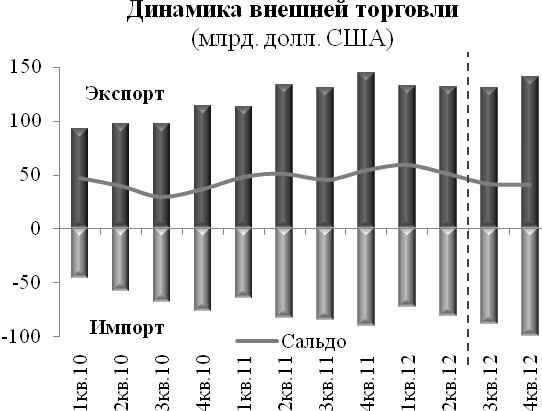 Динамика внешней торговли
(млрд. долл. США)
150
Экспорт
100
50
0
-50
Импорт
-100
Сальдо
1кв.10
2кв.10
3кв.10
4кв.10
1кв.11
2кв.11
3кв.11
4кв.11
1кв.12
2кв.12
3кв.12
4кв.12